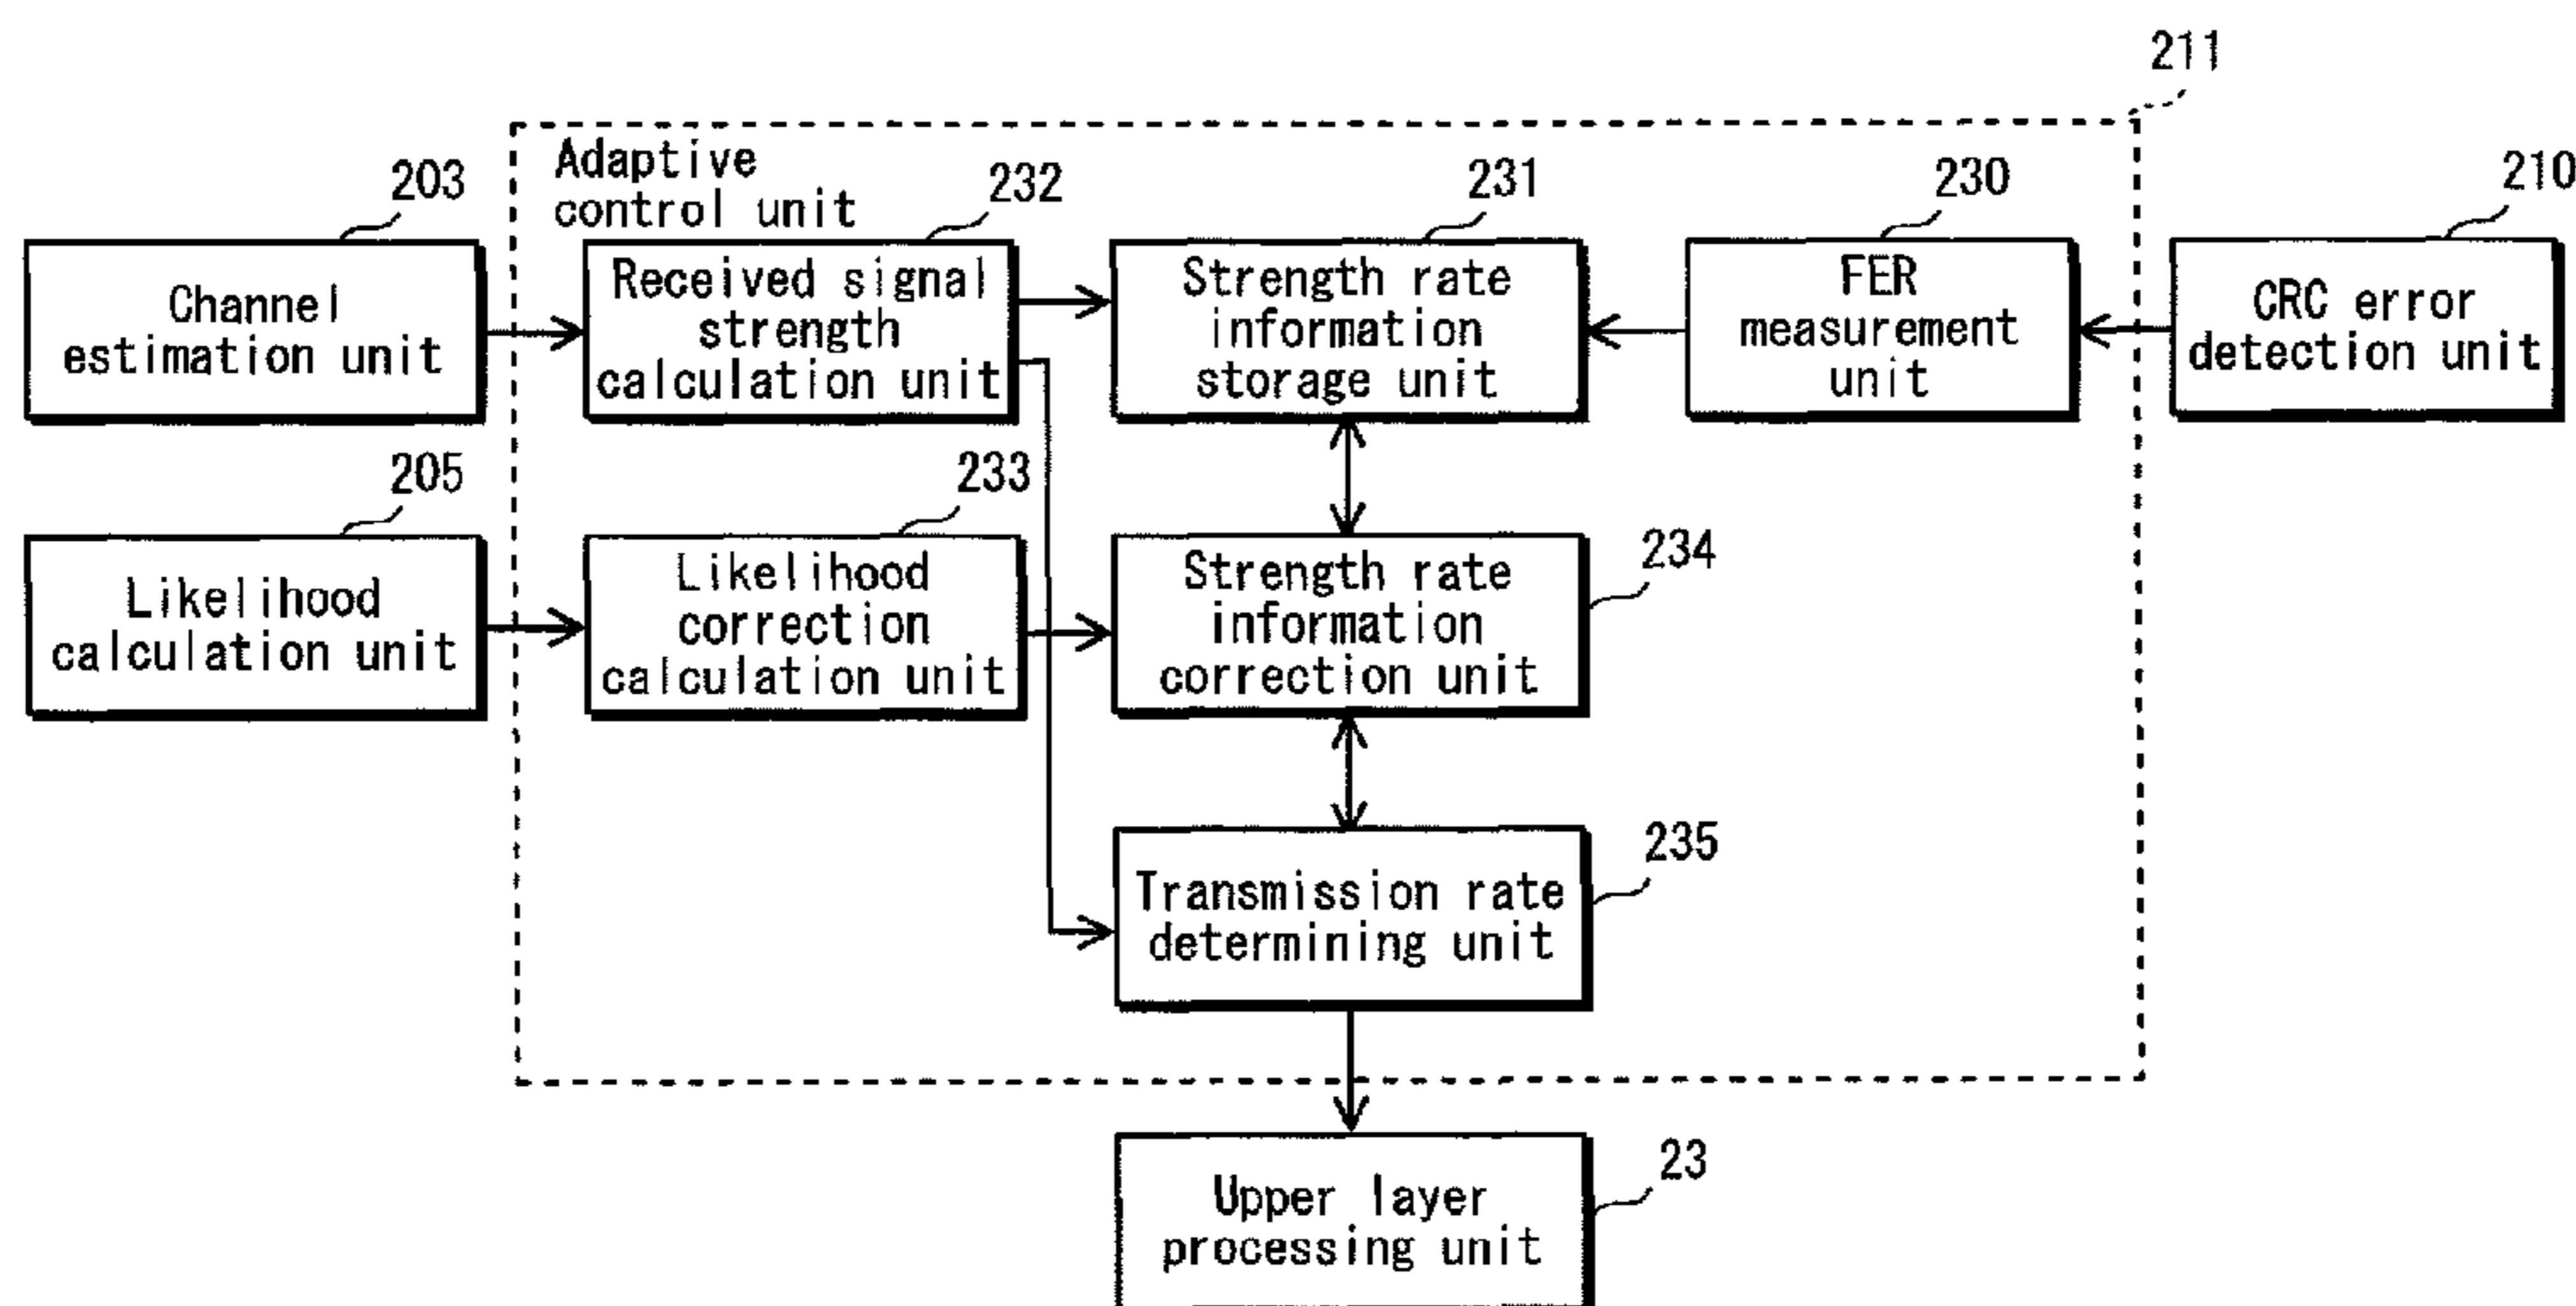 211
Adaptive
control unit
203
232
231
230
210
Channel
estimation unit
Received signal
strength
calculation unit
Strength rate
information
storage unit
FER
measurement
unit
CRC error
detection unit
205
233
234
Likelihood
calculation unit
Likelihood
correction
calculation unit
Strength rate
information
correction unit
235
Transmission rate
determining unit
23
Upper layer
processing unit